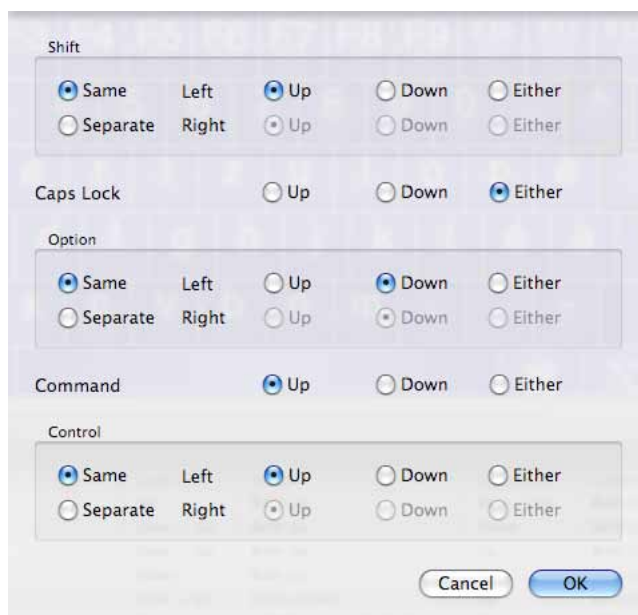 Shift
Same Left Up Down Either
Separate Right Up Down Either
Caps Lock Up Down Either
Option
Same Left Up Down Either
Separate Right Up Down Either
Command Up Down Either
Control
Same Left Up Down Either
Separate Right Up Down Either
Cancel OK